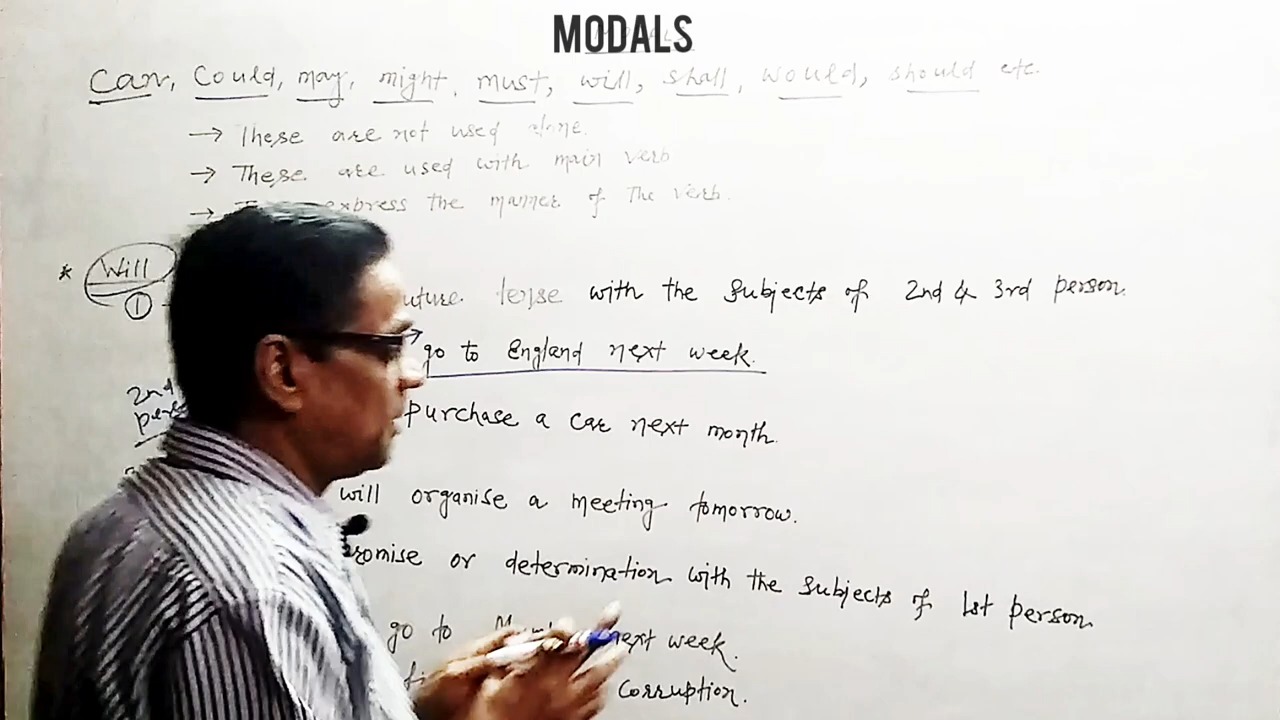 MODALS
Can, Could, may, might, must, will, shall, would, should etc.
→ These are not used alone.
→ These are used with main verb
→ express the manner of the verb.
* Will
① future tense with the subjects of 2nd & 3rd person.
go to England next week.
2nd
purchase a car next month.
will organise a meeting tomorrow.
promise or determination with the subjects of 1st person.
go to next week.
corruption.